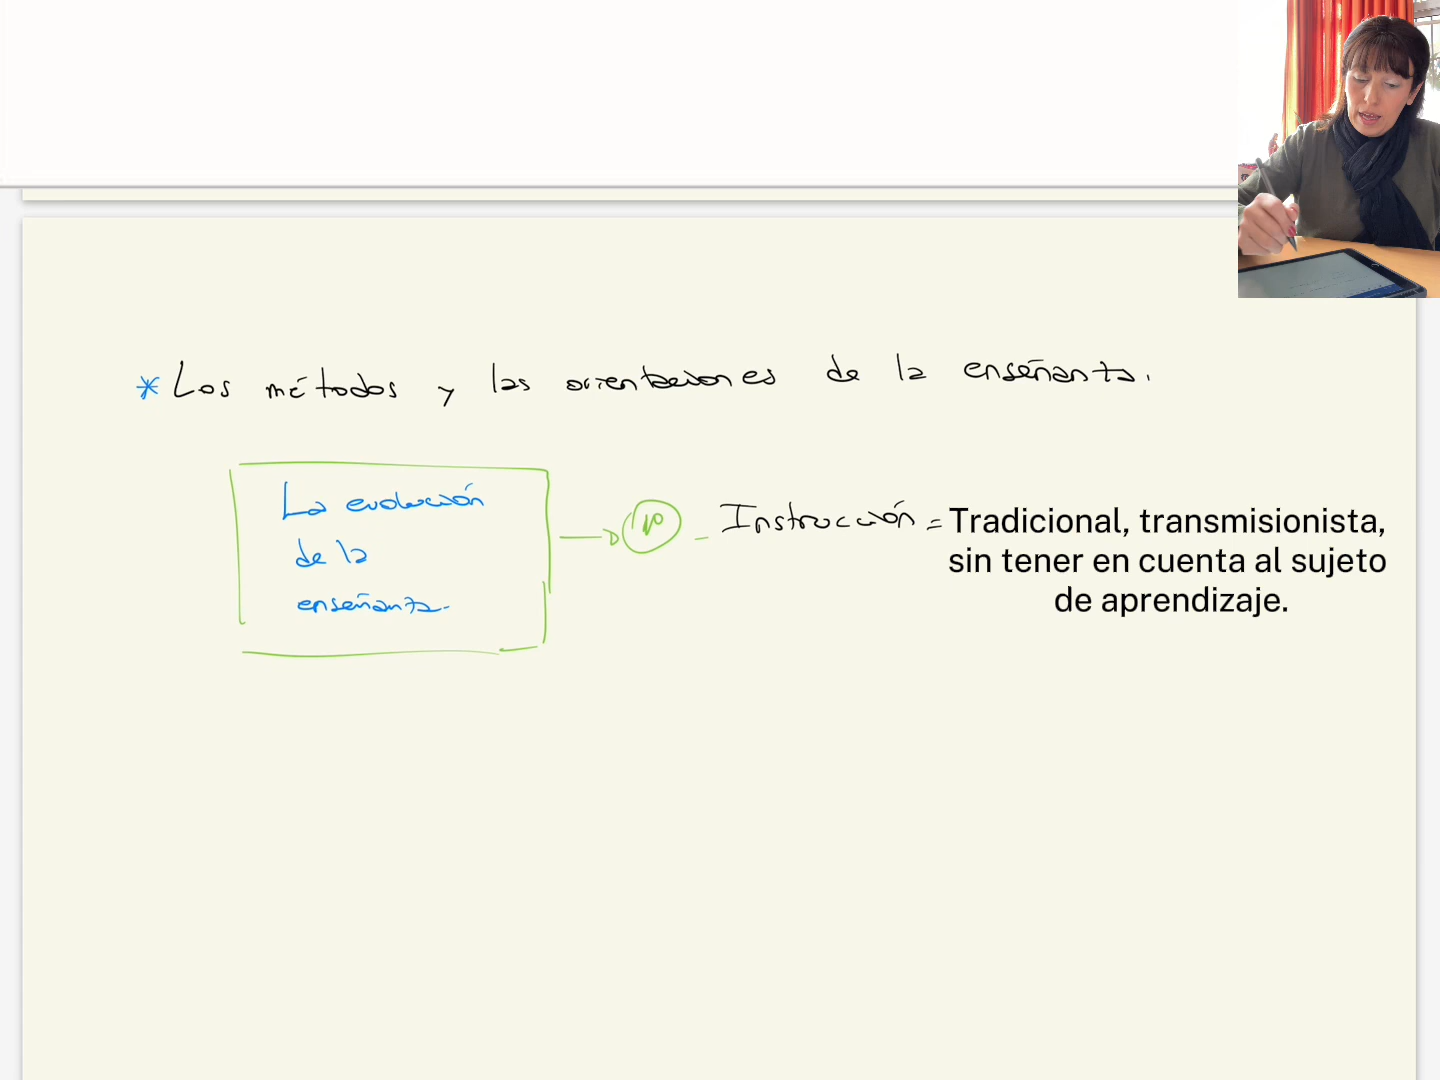 * Los métodos y las orientaciones de la enseñanza.
La evolución
de la
enseñanza.
1º - Instrucción = Tradicional, transmisionista,
sin tener en cuenta al sujeto
de aprendizaje.